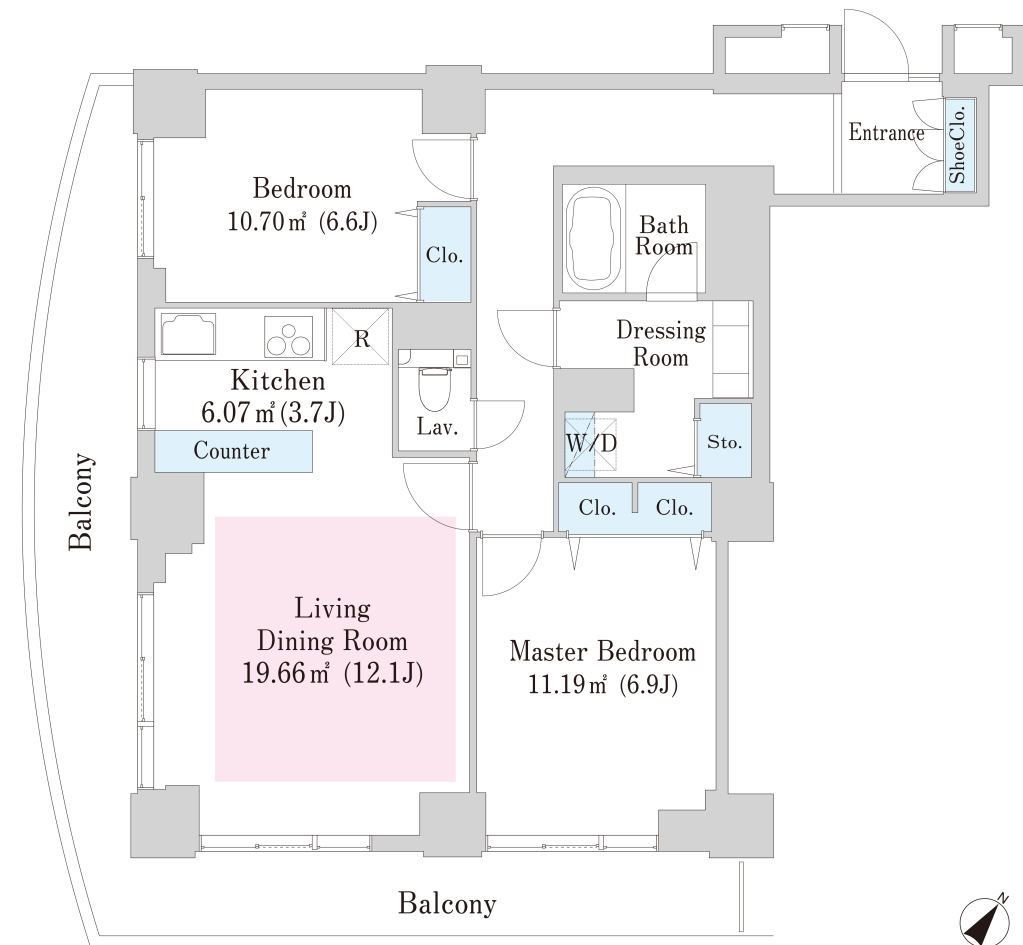 Entrance
ShoeClo.
Bedroom
10.70㎡ (6.6J)
Clo.
Bath
Room
Dressing
Room
R
Kitchen
6.07㎡(3.7J)
Lav.
Counter
W/D
Sto.
Clo.
Clo.
Balcony
Living
Dining Room
19.66㎡ (12.1J)
Master Bedroom
11.19㎡ (6.9J)
Balcony
N